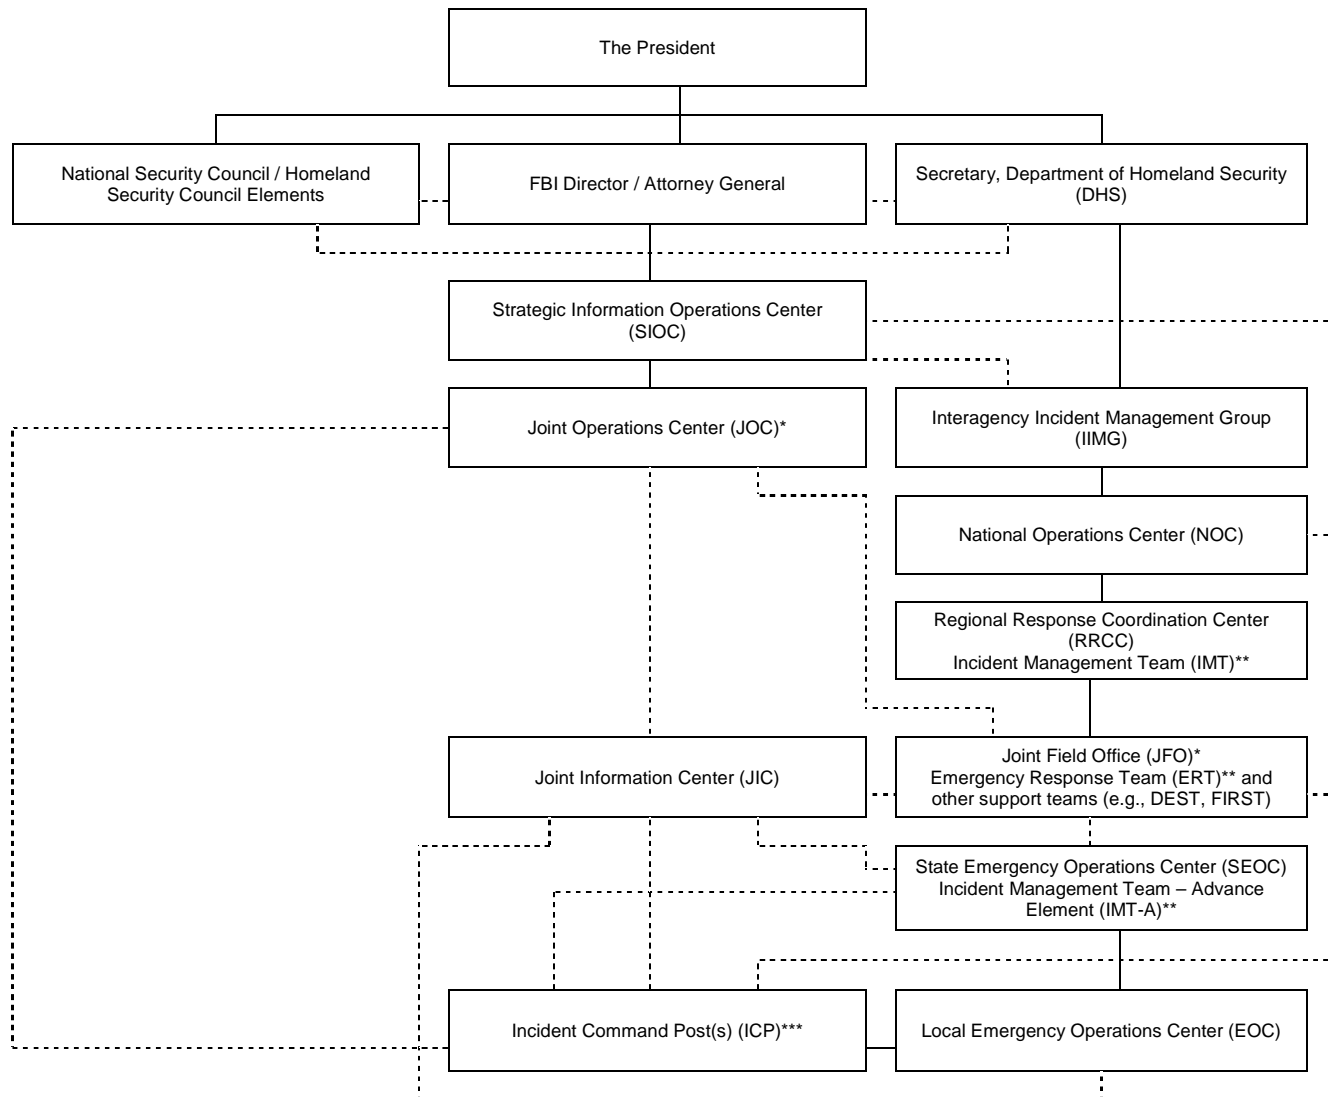 The President
National Security Council / Homeland
Security Council Elements
FBI Director / Attorney General
Secretary, Department of Homeland Security
(DHS)
Strategic Information Operations Center
(SIOC)
Joint Operations Center (JOC)*
Interagency Incident Management Group
(IIMG)
National Operations Center (NOC)
Regional Response Coordination Center
(RRCC)
Incident Management Team (IMT)**
Joint Information Center (JIC)
Joint Field Office (JFO)*
Emergency Response Team (ERT)** and
other support teams (e.g., DEST, FIRST)
State Emergency Operations Center (SEOC)
Incident Management Team – Advance
Element (IMT-A)**
Incident Command Post(s) (ICP)***
Local Emergency Operations Center (EOC)